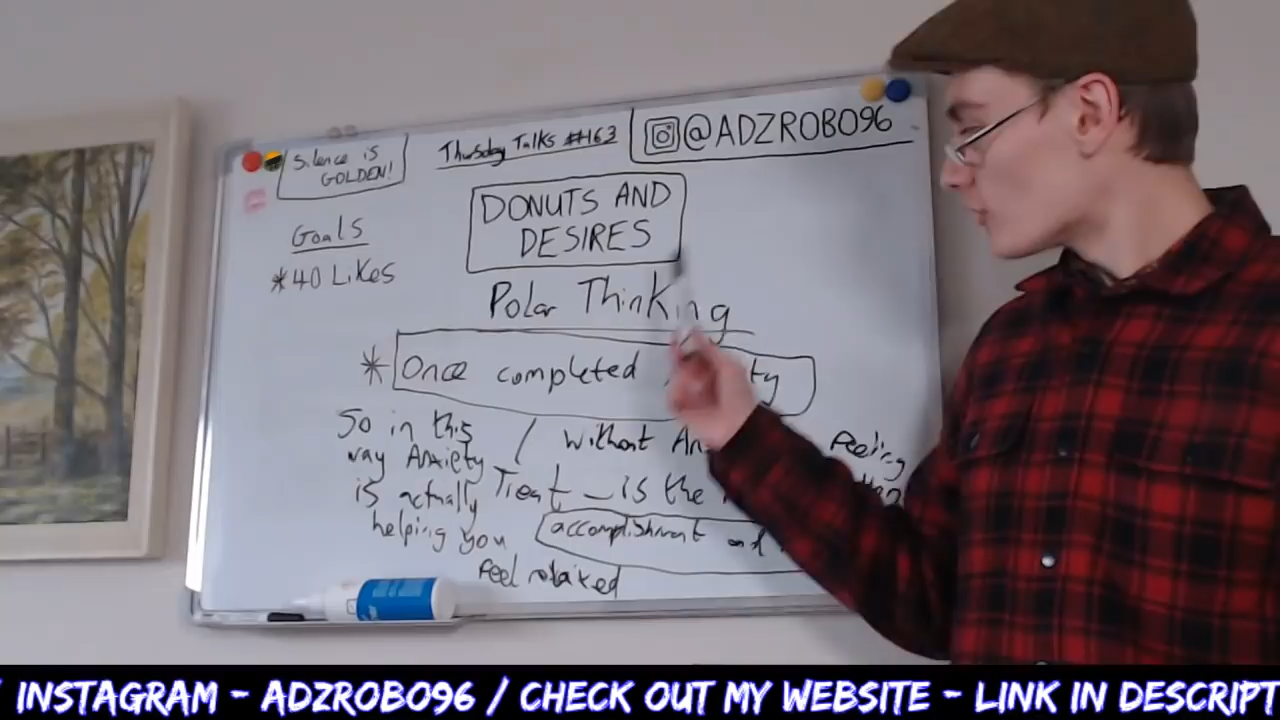 Silence is
GOLDEN!
Thursday Talks #163
@ADZROBO96
DONUTS AND
DESIRES
Goals
*40 Likes
Polar Thinking
* Once completed
So in this
way Anxiety
is actually
helping you
feel relaxed
Without
Feeling
Treat - is the
accomplishment and
INSTAGRAM - ADZROBO96 / CHECK OUT MY WEBSITE - LINK IN DESCRIPT